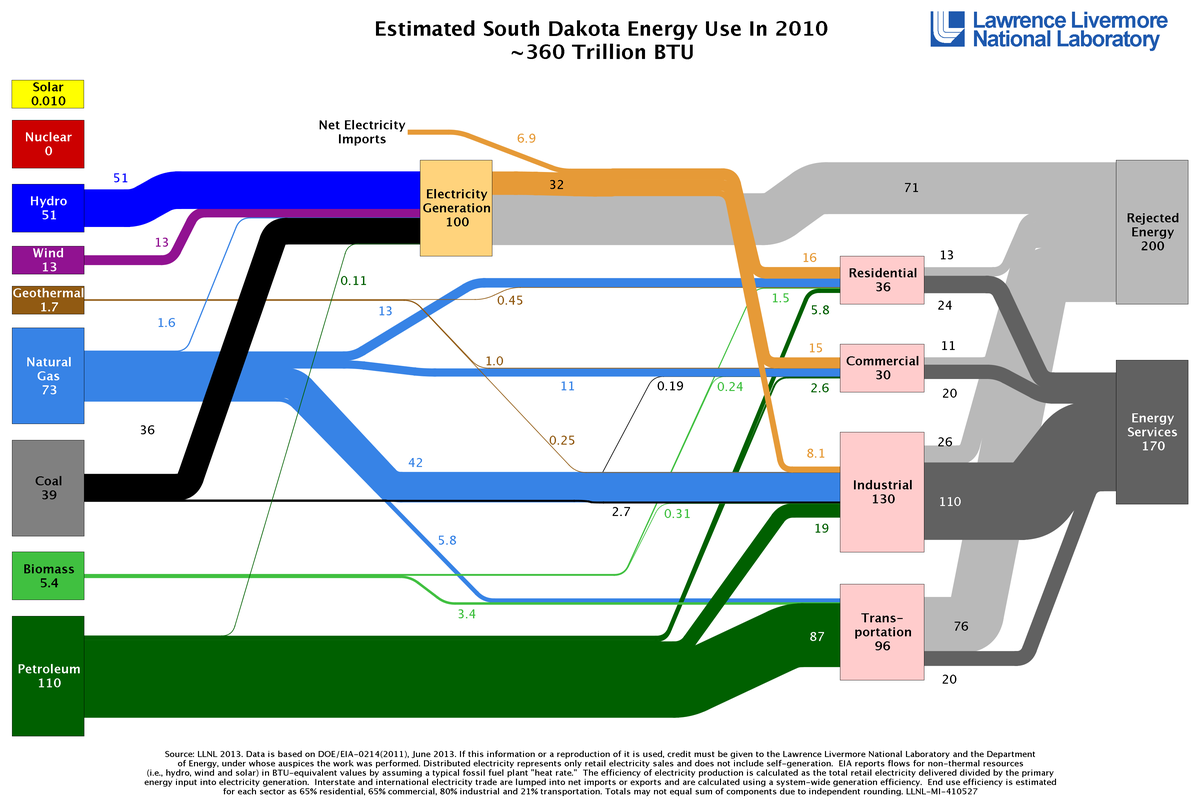 Estimated South Dakota Energy Use In 2010
~360 Trillion BTU
Lawrence Livermore
National Laboratory
Solar
0.010
Nuclear
0
Hydro
51
Wind
13
Geothermal
1.7
Natural
Gas
73
Coal
39
Biomass
5.4
Petroleum
110
Net Electricity
Imports
6.9
51
13
1.6
36
0.11
Electricity
Generation
100
32
71
13
0.45
1.0
11
0.25
0.19
0.24
42
2.7
0.31
5.8
3.4
16
1.5
5.8
15
2.6
8.1
19
87
Residential
36
Commercial
30
Industrial
130
Trans-
portation
96
13
24
11
20
26
110
76
20
Rejected
Energy
200
Energy
Services
170
Source: LLNL 2013. Data is based on DOE/EIA-0214(2011), June 2013. If this information or a reproduction of it is used, credit must be given to the Lawrence Livermore National Laboratory and the Department
of Energy, under whose auspices the work was performed. Distributed electricity represents only retail electricity sales and does not include self-generation. EIA reports flows for non-thermal resources
(i.e., hydro, wind and solar) in BTU-equivalent values by assuming a typical fossil fuel plant "heat rate." The efficiency of electricity production is calculated as the total retail electricity delivered divided by the primary
energy input into electricity generation. Interstate and international electricity trade are lumped into net imports or exports and are calculated using a system-wide generation efficiency. End use efficiency is estimated
for each sector as 65% residential, 65% commercial, 80% industrial and 21% transportation. Totals may not equal sum of components due to independent rounding. LLNL-MI-410527